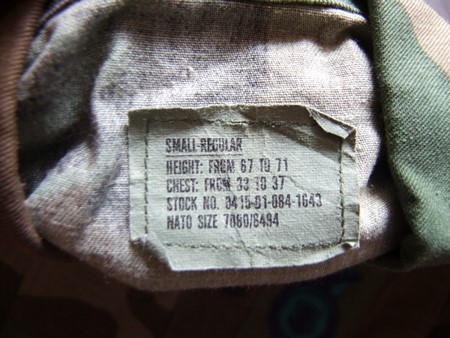 SMALL-REGULAR
HEIGHT: FROM 67 TO 71
CHEST: FROM 33 TO 37
STOCK NO. 8415-01-084-1643
NATO SIZE 7080/8494